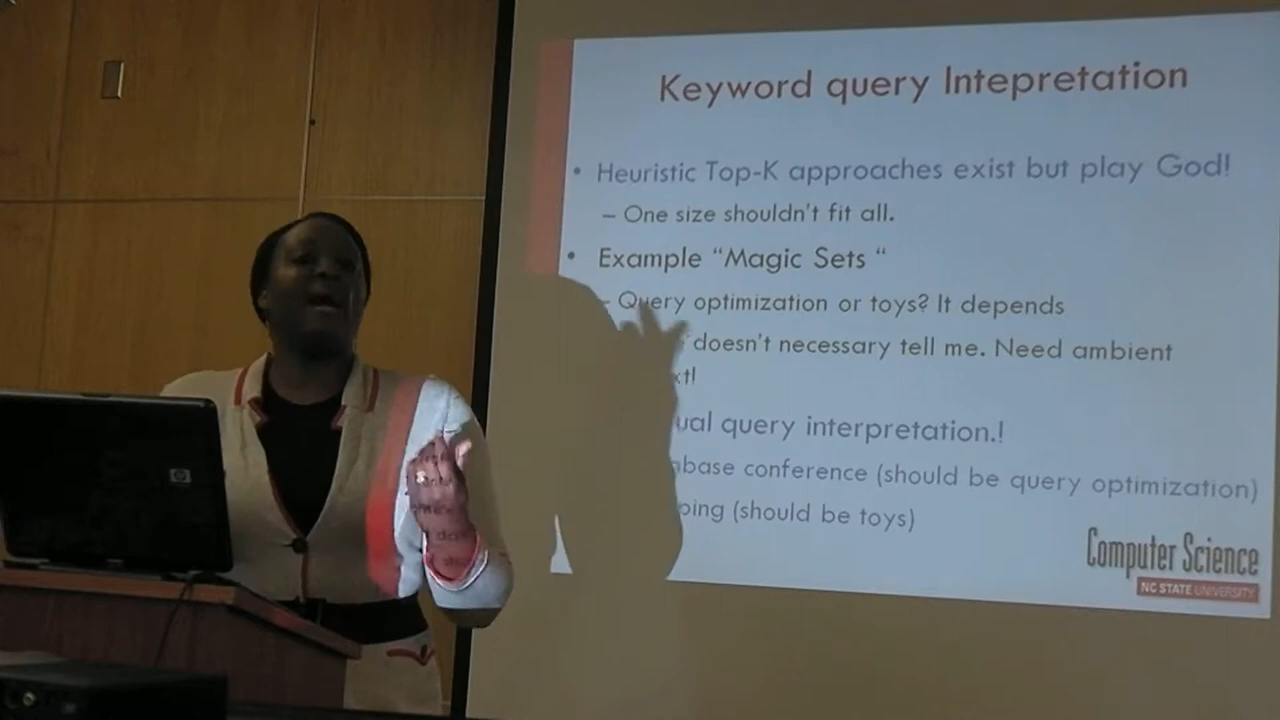 Keyword query Intepretation
• Heuristic Top-K approaches exist but play God!
– One size shouldn't fit all.
• Example "Magic Sets "
- Query optimization or toys? It depends
doesn't necessary tell me. Need ambient
xt!
ual query interpretation.!
base conference (should be query optimization)
ping (should be toys)
Computer Science
NC STATE UNIVERSITY
hp